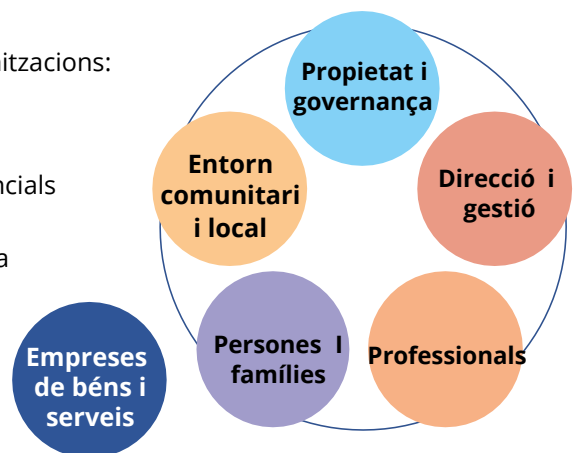 itzacions:
ncials
a
Propietat i
governança
Entorn
comunitari
i local
Direcció i
gestió
Persones I
famílies
Professionals
Empreses
de béns i
serveis